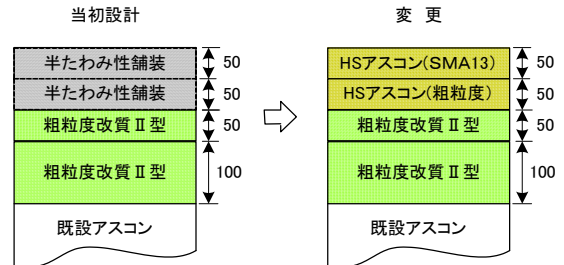 当初設計
半たわみ性舗装
50
半たわみ性舗装
50
粗粒度改質Ⅱ型
50
粗粒度改質Ⅱ型
100
既設アスコン
変 更
HSアスコン(SMA13)
50
HSアスコン(粗粒度)
50
粗粒度改質Ⅱ型
50
粗粒度改質Ⅱ型
100
既設アスコン